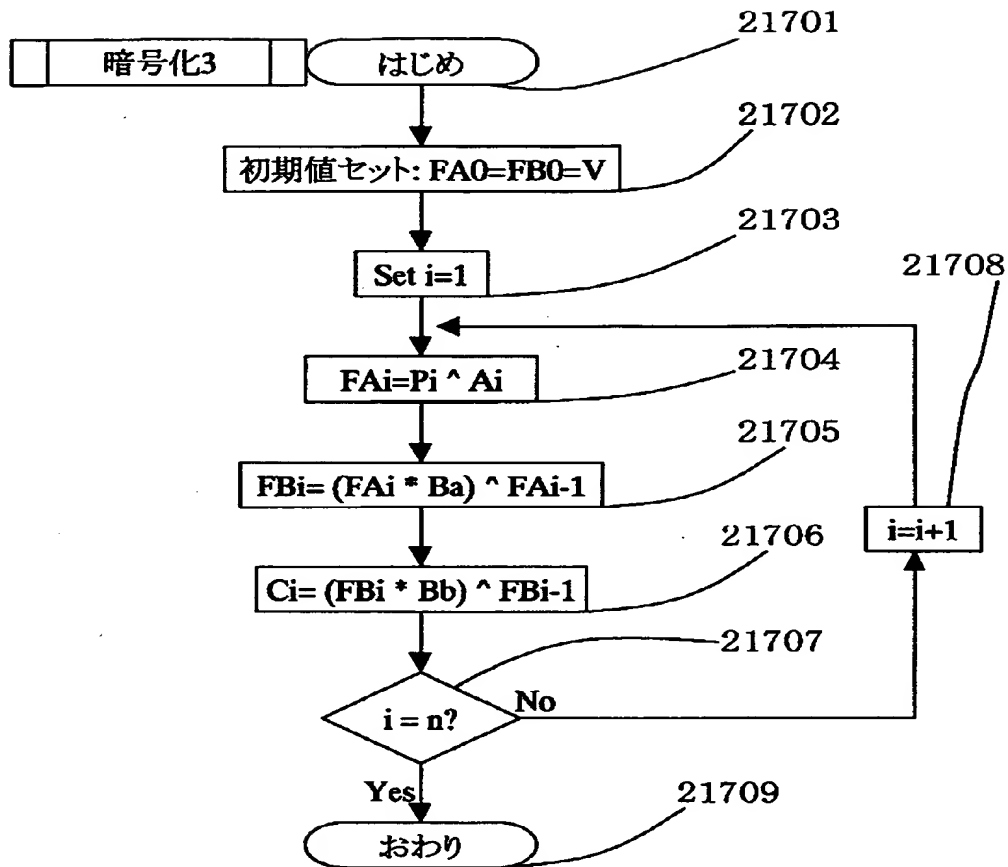 21701
暗号化3
はじめ
21702
初期値セット: FA0=FB0=V
21703
Set i=1
21708
21704
FAi=Pi ^ Ai
21705
FBi= (FAi * Ba) ^ FAi-1
i=i+1
21706
Ci= (FBi * Bb) ^ FBi-1
21707
i = n?
No
Yes
21709
おわり